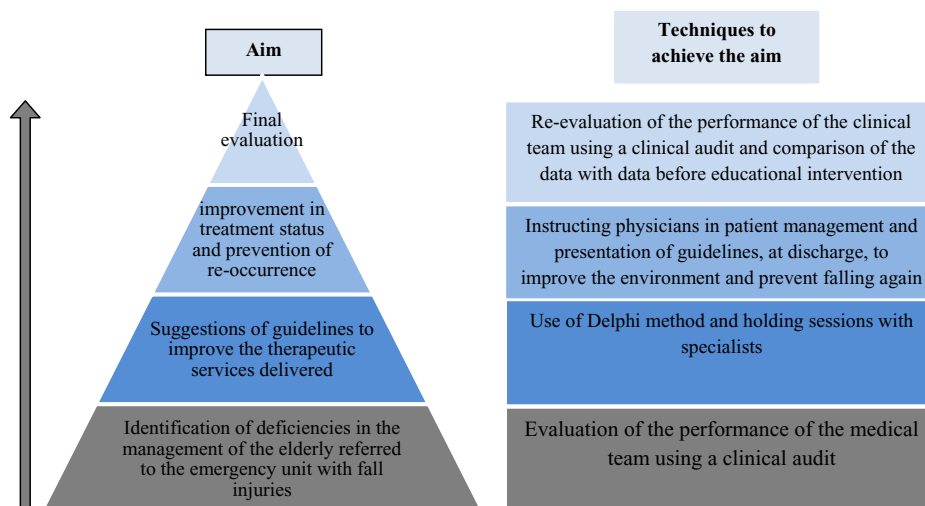 Aim
Techniques to
achieve the aim
Final
evaluation
Re-evaluation of the performance of the clinical
team using a clinical audit and comparison of the
data with data before educational intervention
improvement in
treatment status
and prevention of
re-occurrence
Instructing physicians in patient management and
presentation of guidelines, at discharge, to
improve the environment and prevent falling again
Suggestions of guidelines to
improve the therapeutic
services delivered
Use of Delphi method and holding sessions with
specialists
Identification of deficiencies in the
management of the elderly referred
to the emergency unit with fall
injuries
Evaluation of the performance of the medical
team using a clinical audit